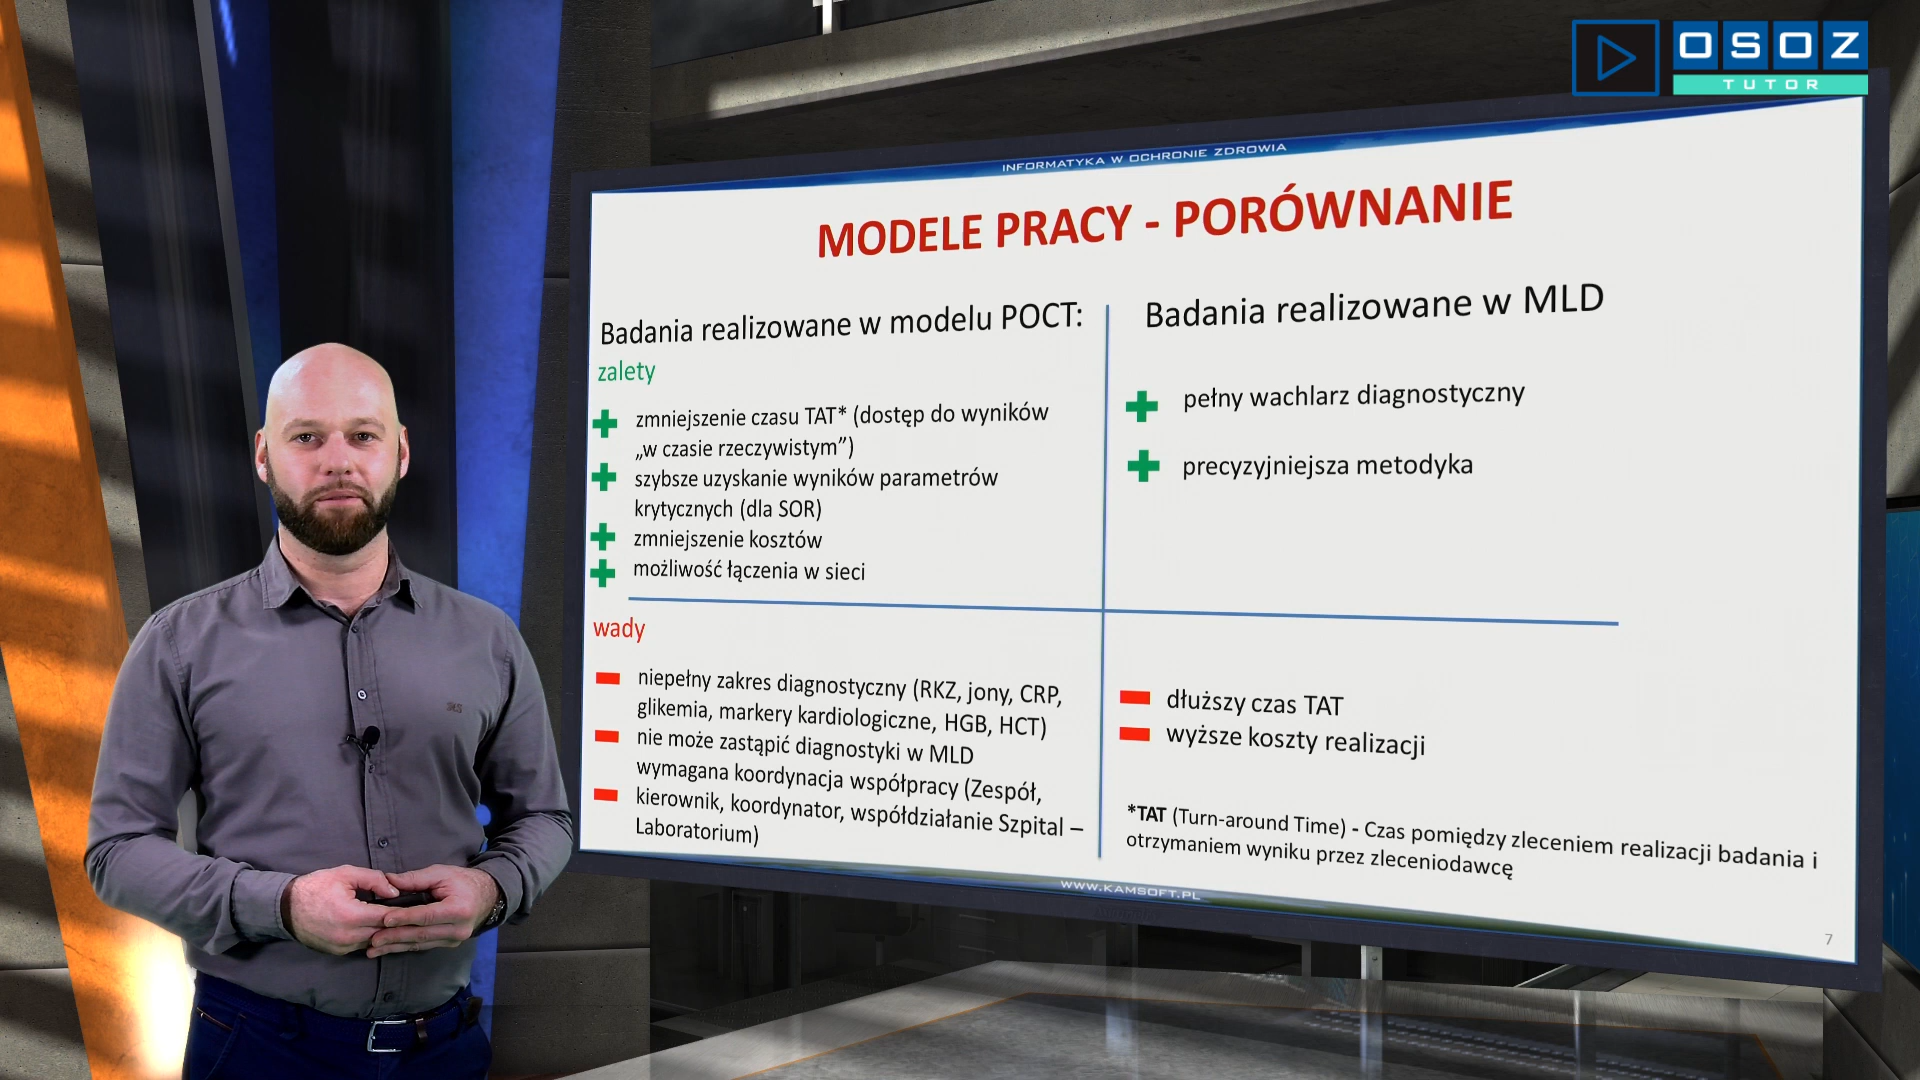 OSOZ
TUTOR
INFORMATYKA W OCHRONIE ZDROWIA
MODELE PRACY - PORÓWNANIE
Badania realizowane w modelu POCT:
zalety
zmniejszenie czasu TAT* (dostęp do wyników
„w czasie rzeczywistym”)
szybsze uzyskanie wyników parametrów
krytycznych (dla SOR)
zmniejszenie kosztów
możliwość łączenia w sieci
Badania realizowane w MLD
pełny wachlarz diagnostyczny
precyzyjniejsza metodyka
wady
niepełny zakres diagnostyczny (RKZ, jony, CRP,
glikemia, markery kardiologiczne, HGB, HCT)
nie może zastąpić diagnostyki w MLD
wymagana koordynacja współpracy (Zespół,
kierownik, koordynator, współdziałanie Szpital –
Laboratorium)
dłuższy czas TAT
wyższe koszty realizacji
*TAT (Turn-around Time) - Czas pomiędzy zleceniem realizacji badania i
otrzymaniem wyniku przez zleceniodawcę
WWW.KAMSOFT.PL
7